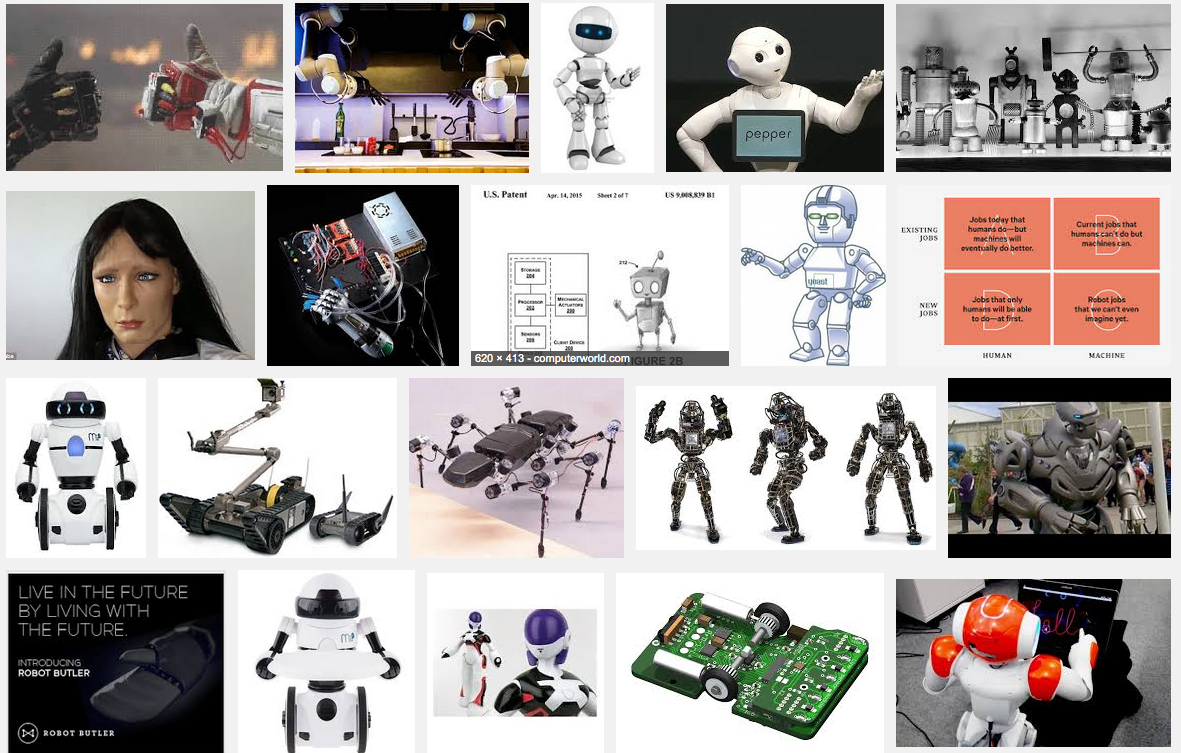 pepper
U.S. Patent Apr. 14, 2015 Sheet 2 of 7 US 9,008,839 B1
212
STORAGE
204
PROCESSOR
202
MECHANICAL
ACTUATORS
SENSORS
CLIENT DEVICE
620 × 413 - computerworld.com
FIGURE 2B
EXISTING
JOBS
Jobs today that
humans do—but
machines will
eventually do better.
Current jobs that
humans can't do but
machines can.
NEW
JOBS
Jobs that only
humans will be able
to do—at first.
Robot jobs
that we can't even
imagine yet.
HUMAN MACHINE
LIVE IN THE FUTURE
BY LIVING WITH
THE FUTURE.
INTRODUCING
ROBOT BUTLER
ROBOT BUTLER